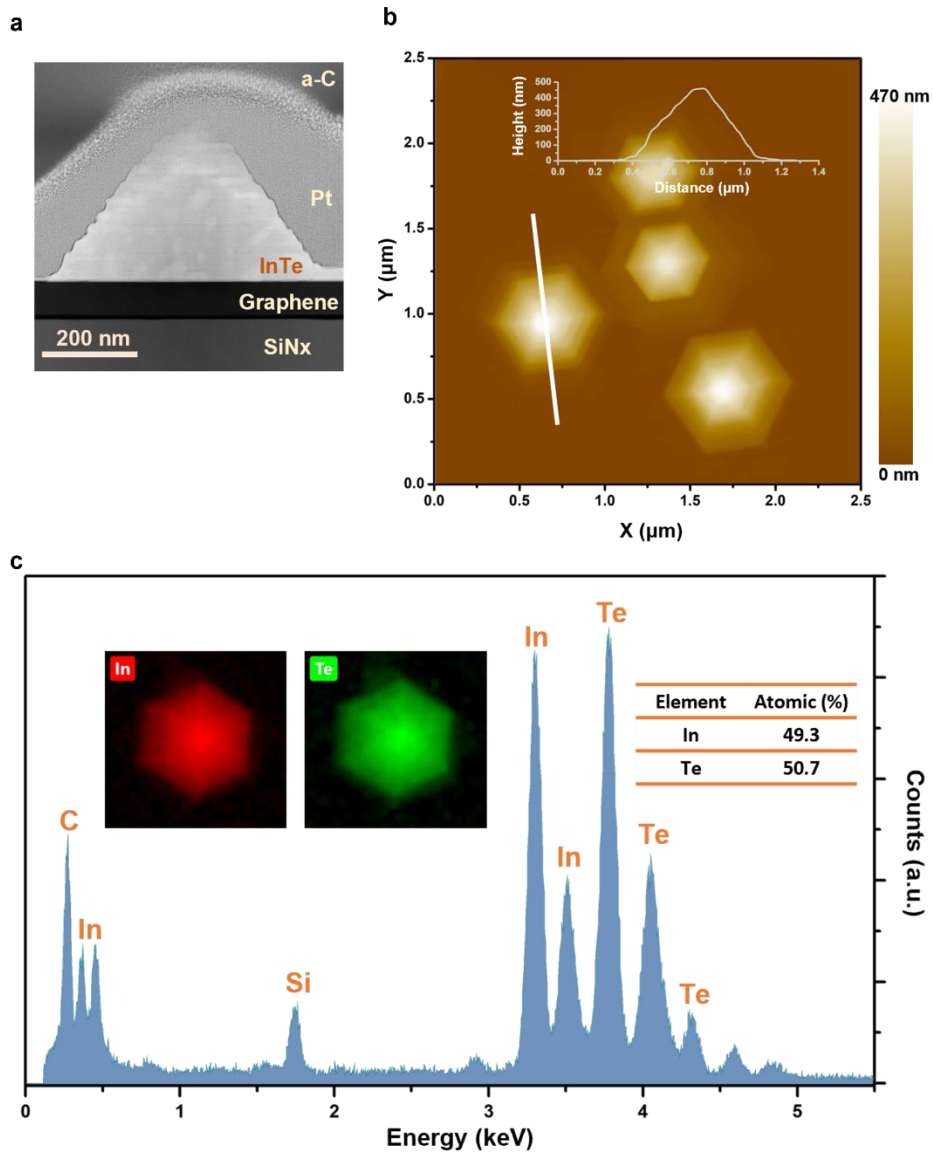 a
a-C
Pt
InTe
Graphene
SiNx
200 nm
b
2.5
2.0
1.5
1.0
0.5
0.0
Y (µm)
0.0 0.5 1.0 1.5 2.0 2.5
X (µm)
500
400
300
200
100
0
Height (nm)
0.0 0.2 0.4 0.6 0.8 1.0 1.2 1.4
Distance (µm)
470 nm
0 nm
c
In
Te
C
In
Si
In
In
Te
Te
Te
Element Atomic (%)
In 49.3
Te 50.7
Counts (a.u.)
0 1 2 3 4 5
Energy (keV)